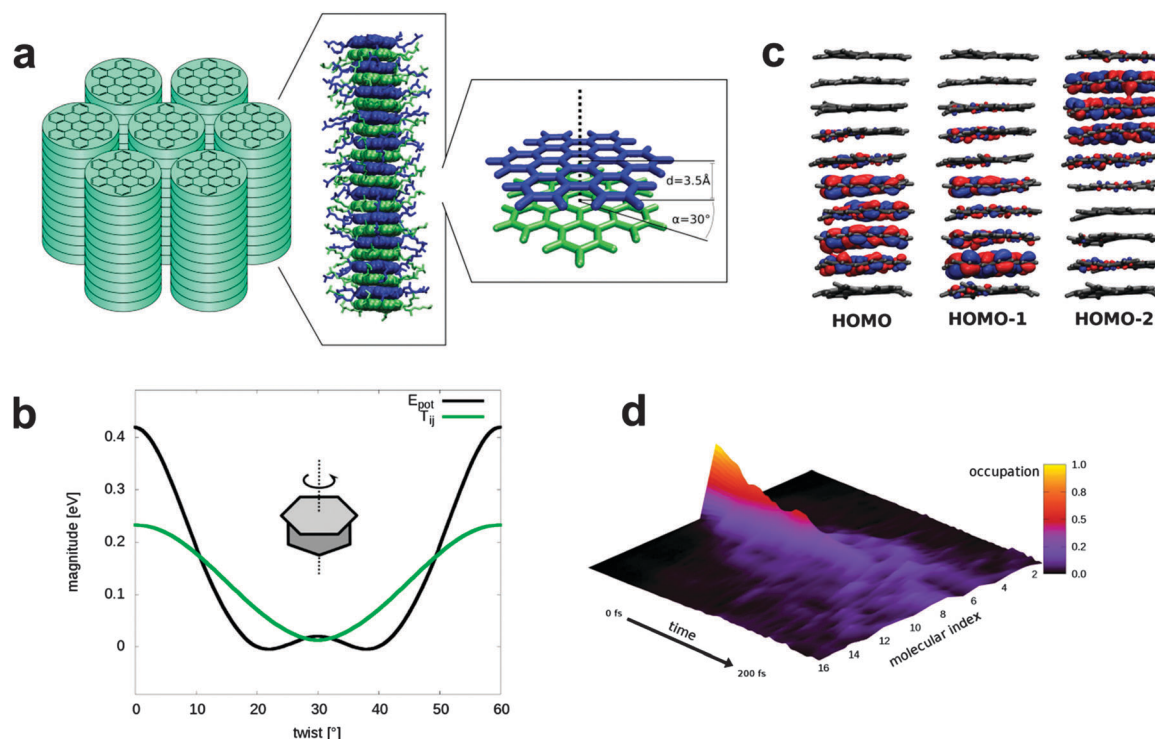 a
d=3.5Å
α=30°
c
HOMO
HOMO-1
HOMO-2
b
E_pot
T_ij
magnitude [eV]
0.4
0.3
0.2
0.1
0
0
10
20
30
40
50
60
twist [°]
d
occupation
1.0
0.8
0.5
0.2
0.0
0 fs
time
200 fs
16
14
12
10
8
6
4
2
molecular index